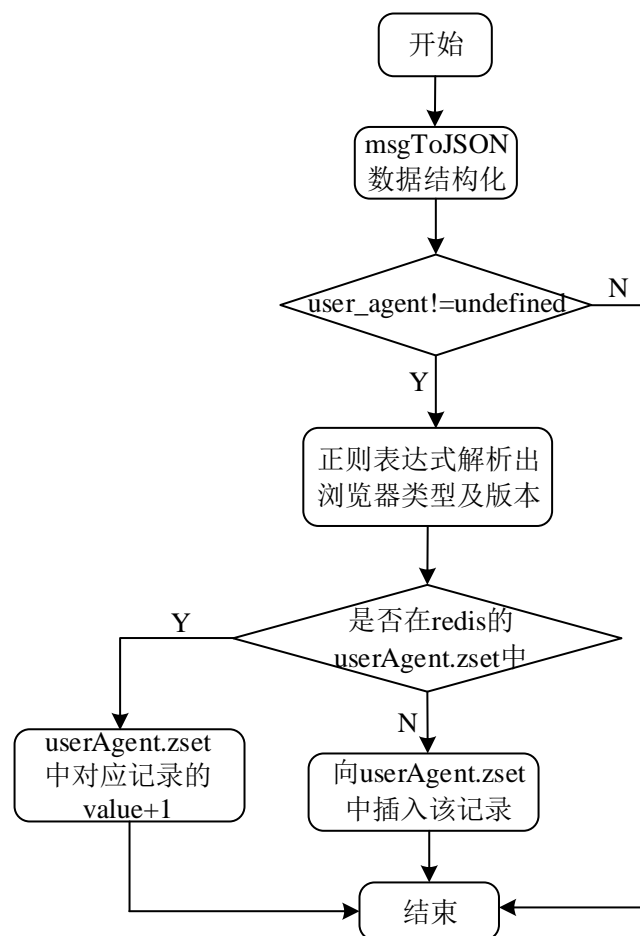 开始
msgToJSON
数据结构化
user_agent!=undefined
N
Y
正则表达式解析出
浏览器类型及版本
Y
是否在redis的
userAgent.zset中
N
userAgent.zset
中对应记录的
value+1
向userAgent.zset
中插入该记录
结束